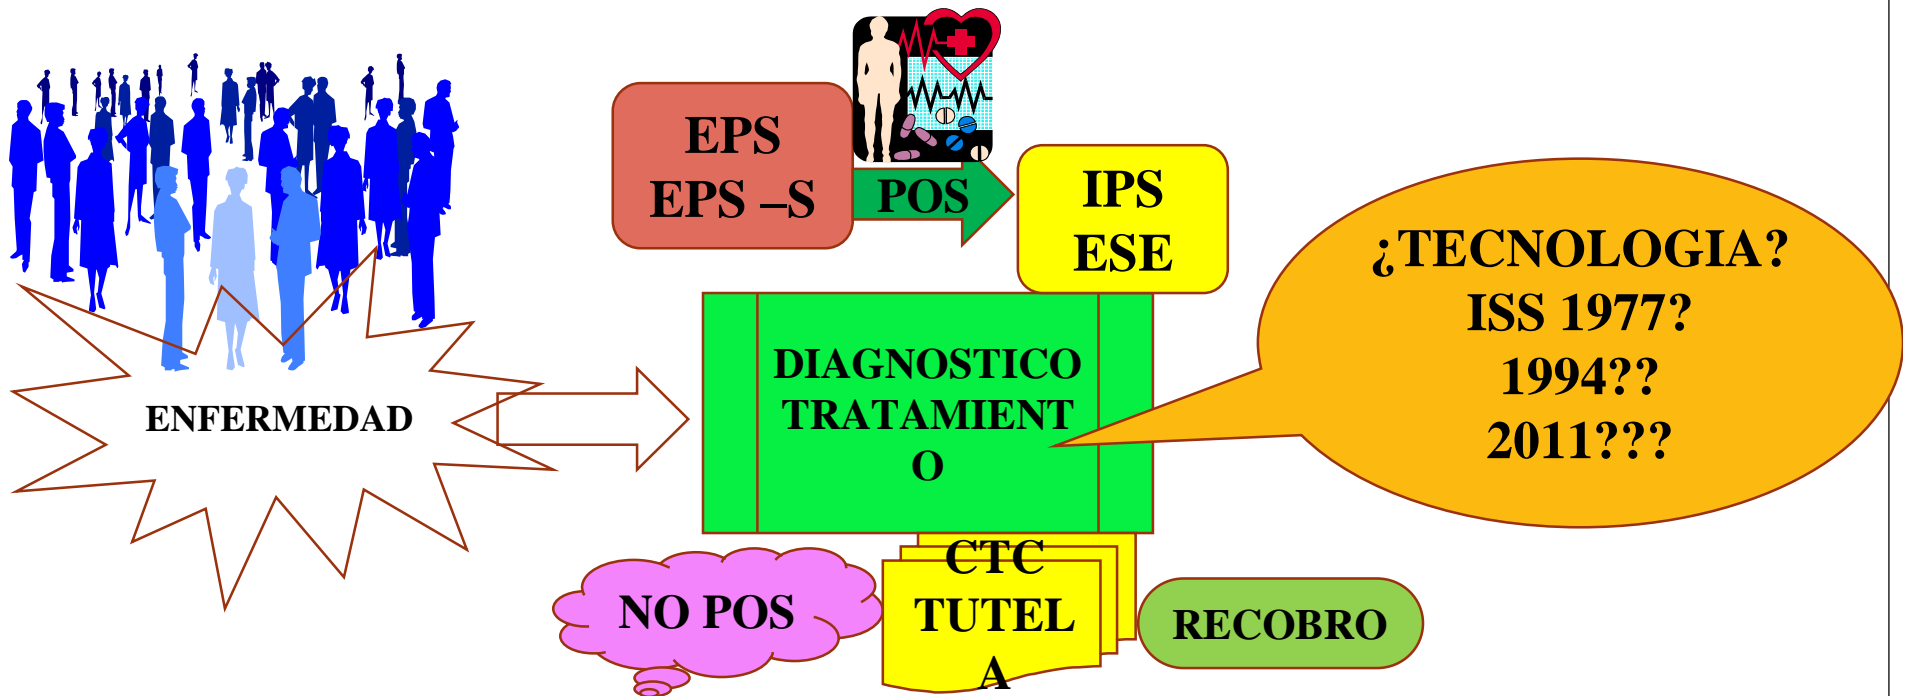 EPS
EPS –S
POS
IPS
ESE
¿TECNOLOGIA?
ISS 1977?
1994??
2011???
ENFERMEDAD
DIAGNOSTICO
TRATAMIENT
O
NO POS
CTC
TUTEL
A
RECOBRO